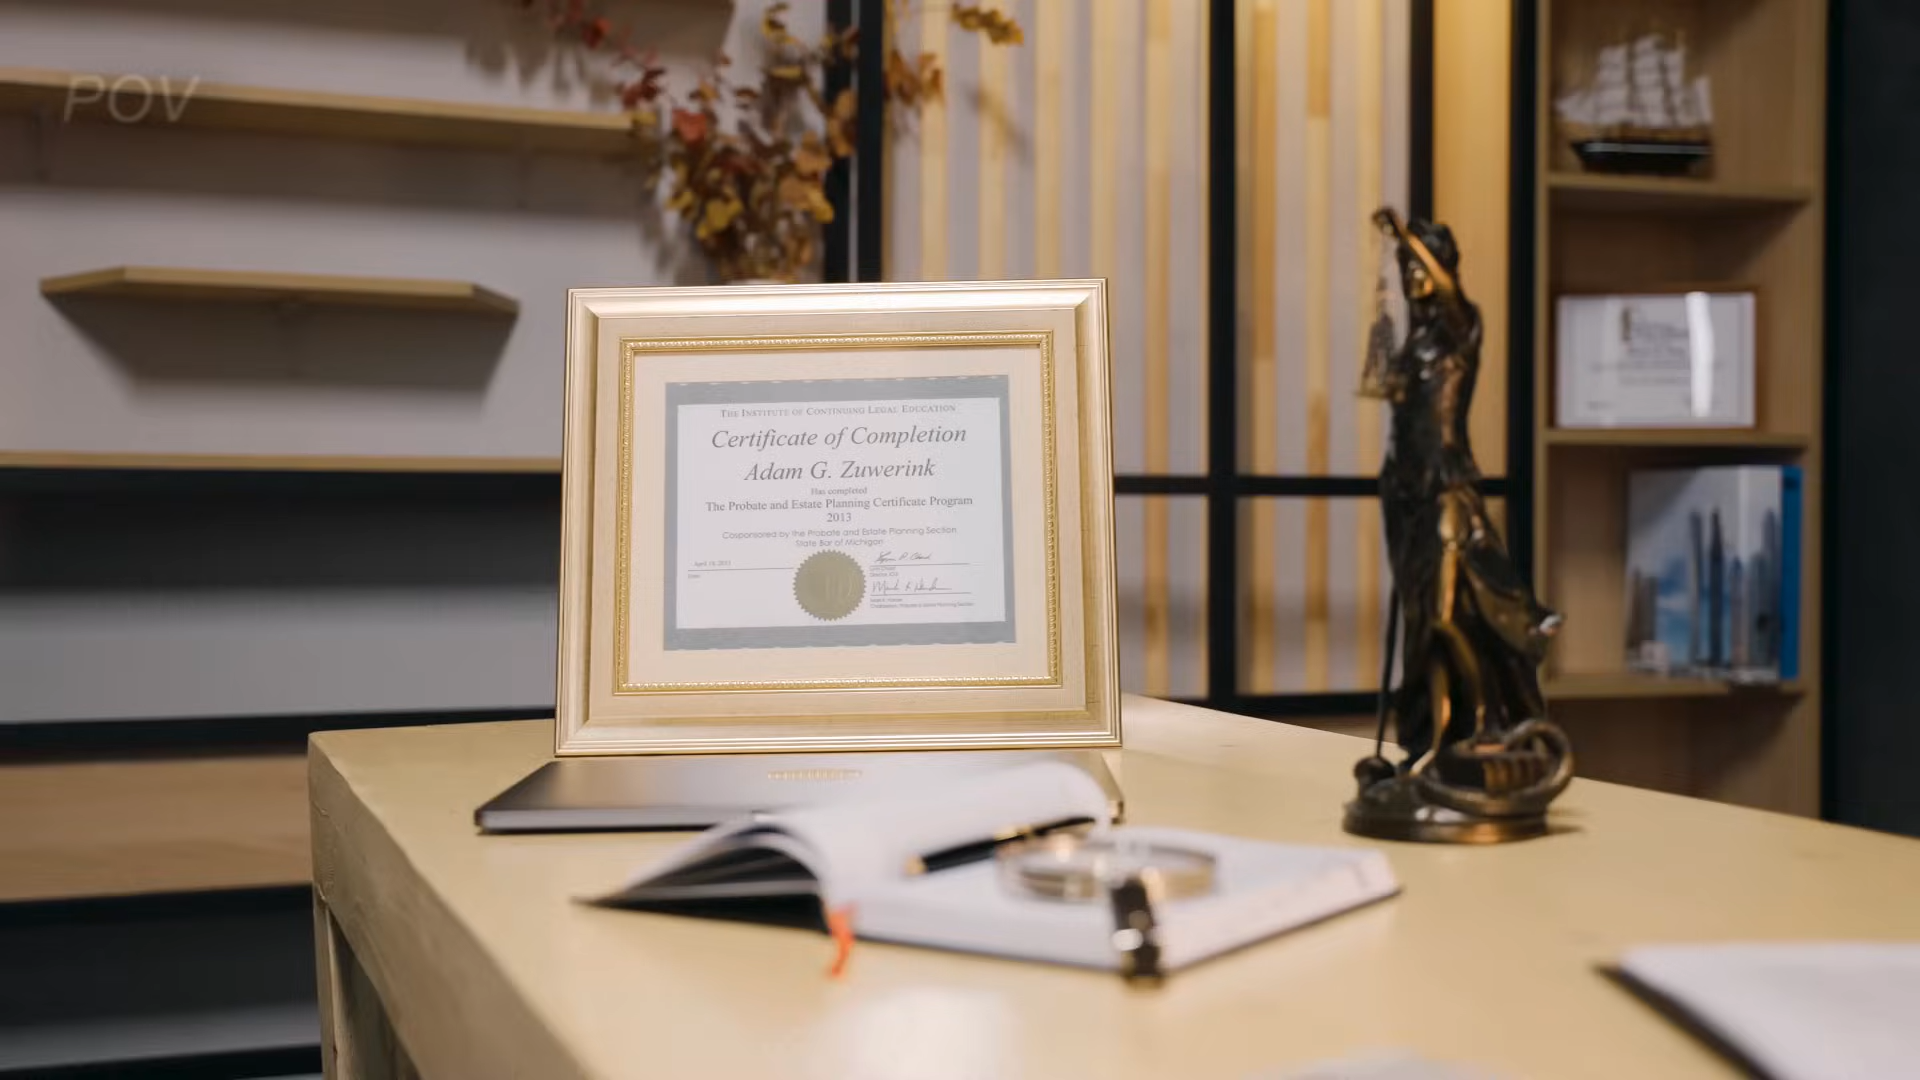 POV
THE INSTITUTE OF CONTINUING LEGAL EDUCATION
Certificate of Completion
Adam G. Zuwerink
Has completed
The Probate and Estate Planning Certificate Program
2013
Cosponsored by the Probate and Estate Planning Section
State Bar of Michigan